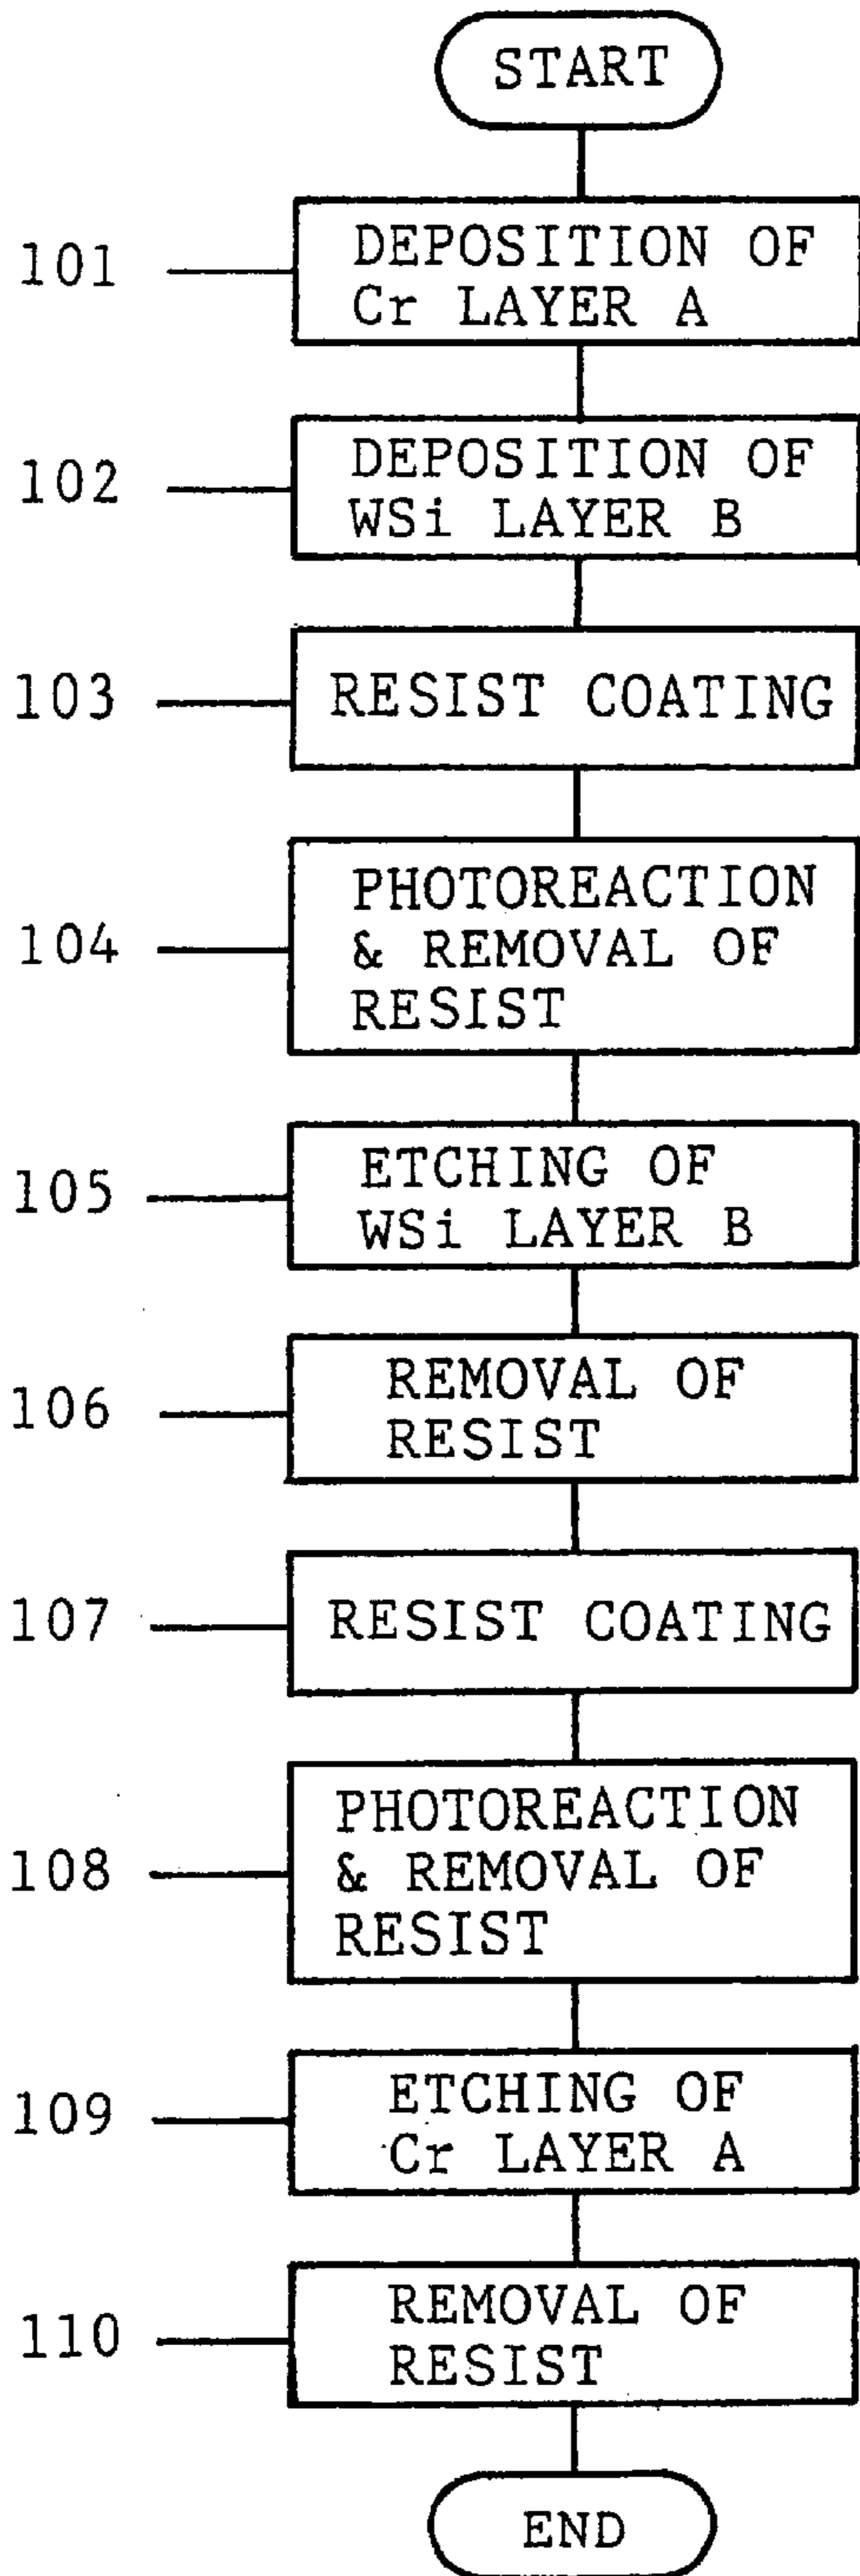 START
101
DEPOSITION OF
Cr LAYER A
102
DEPOSITION OF
WSi LAYER B
103
RESIST COATING
104
PHOTOREACTION
& REMOVAL OF
RESIST
105
ETCHING OF
WSi LAYER B
106
REMOVAL OF
RESIST
107
RESIST COATING
108
PHOTOREACTION
& REMOVAL OF
RESIST
109
ETCHING OF
Cr LAYER A
110
REMOVAL OF
RESIST
END